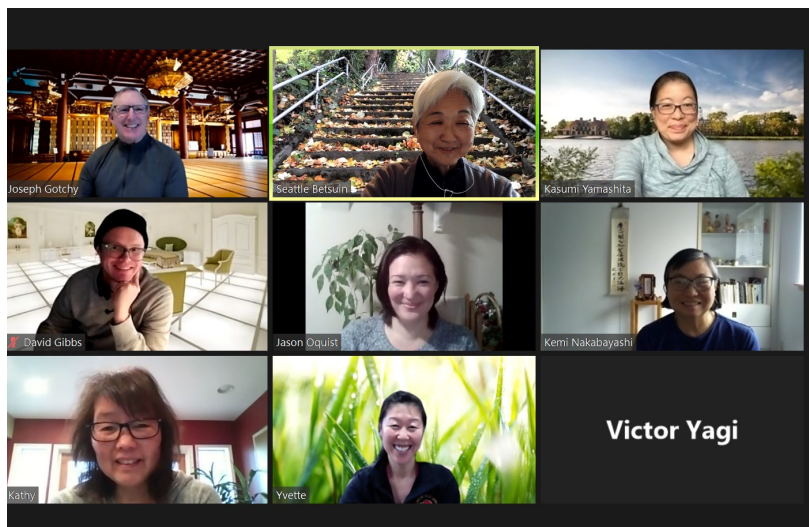 Joseph Gotchy
Seattle Betsuin
Kasumi Yamashita
David Gibbs
Jason Oquist
Kemi Nakabayashi
Kathy
Yvette
Victor Yagi